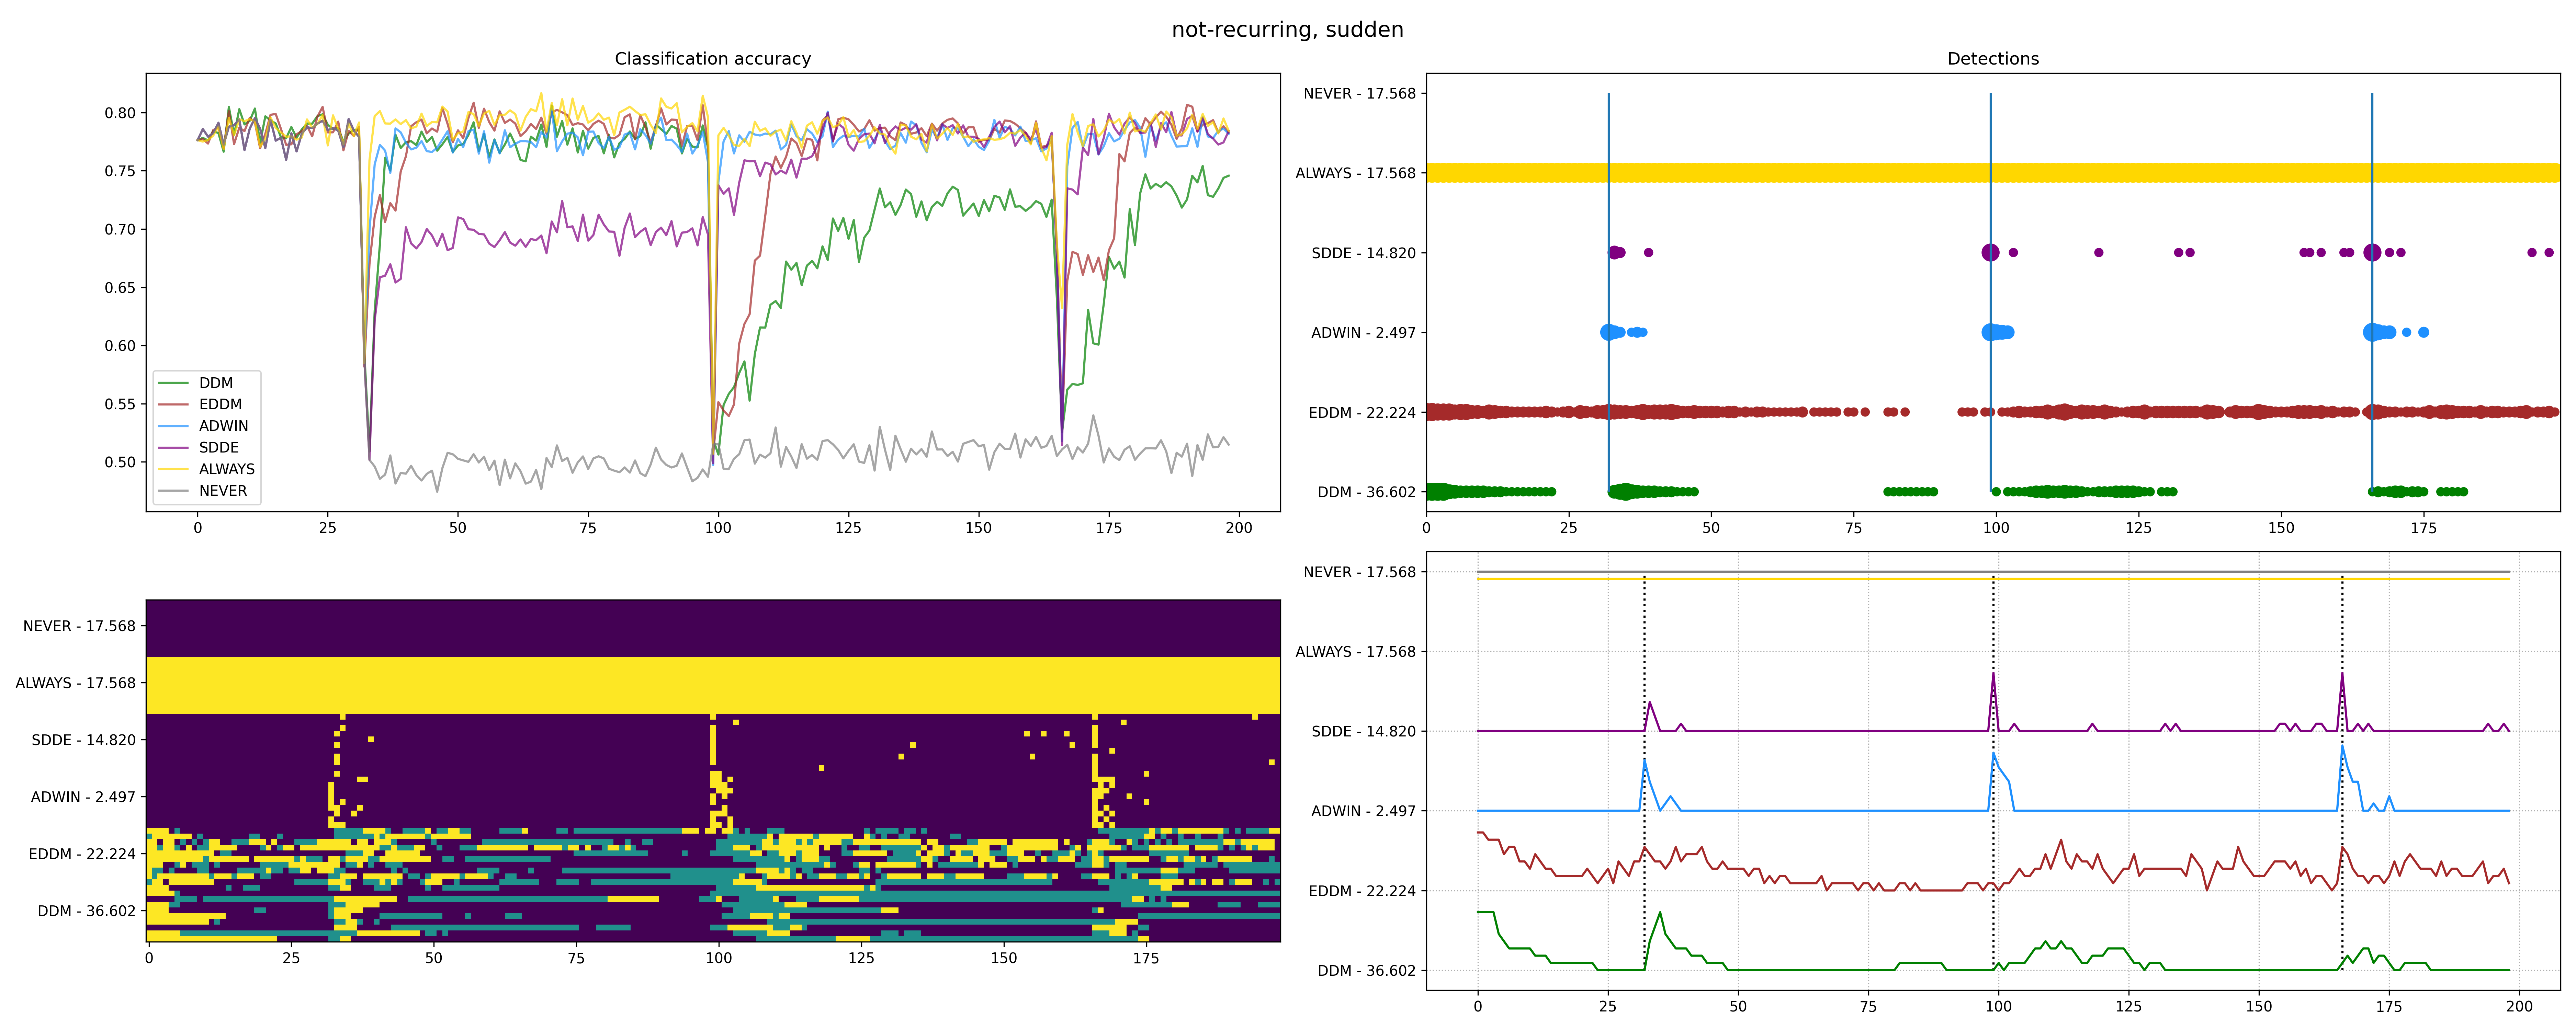 not-recurring, sudden
Classification accuracy
0.80
0.75
0.70
0.65
0.60
0.55
0.50
DDM
EDDM
ADWIN
SDDE
ALWAYS
NEVER
0 25 50 75 100 125 150 175 200
Detections
NEVER - 17.568
ALWAYS - 17.568
SDDE - 14.820
ADWIN - 2.497
EDDM - 22.224
DDM - 36.602
0 25 50 75 100 125 150 175
NEVER - 17.568
ALWAYS - 17.568
SDDE - 14.820
ADWIN - 2.497
EDDM - 22.224
DDM - 36.602
0 25 50 75 100 125 150 175
NEVER - 17.568
ALWAYS - 17.568
SDDE - 14.820
ADWIN - 2.497
EDDM - 22.224
DDM - 36.602
0 25 50 75 100 125 150 175 200